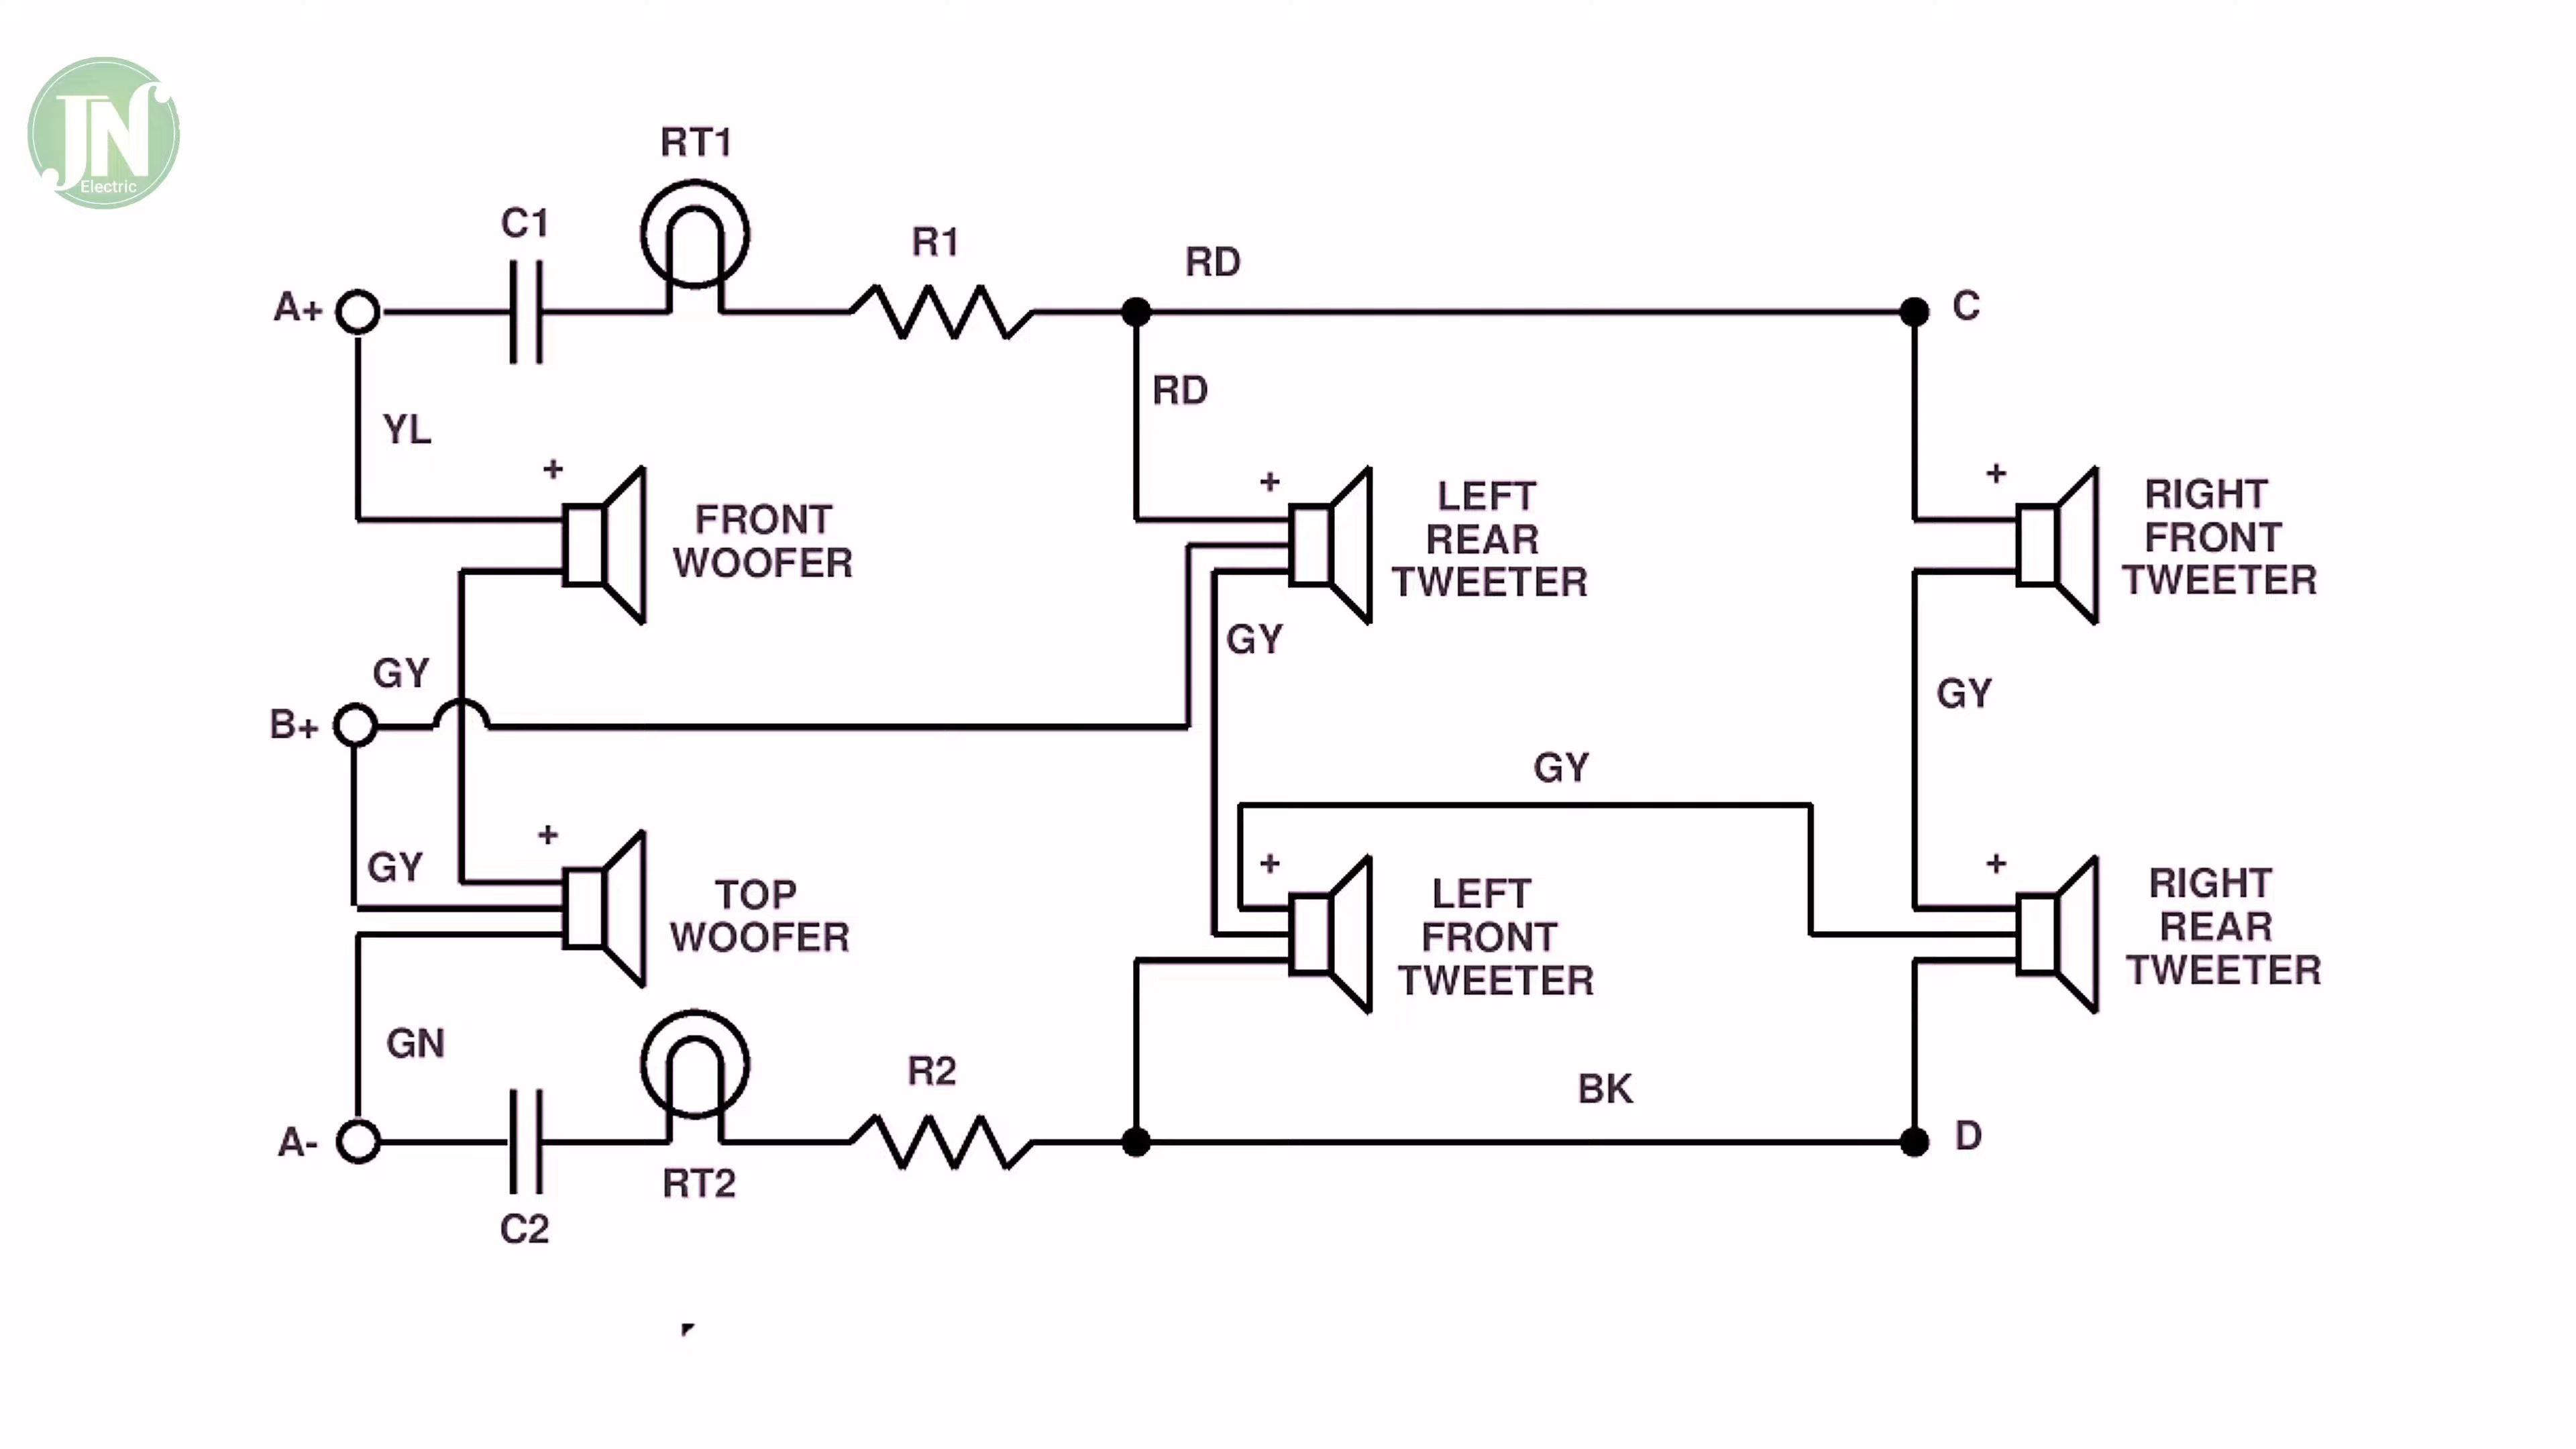 JN
Electric
RT1
C1
R1
RD
A+
C
RD
YL
+
+
+
FRONT
WOOFER
LEFT
REAR
TWEETER
RIGHT
FRONT
TWEETER
GY
GY
GY
B+
GY
+
+
+
GY
TOP
WOOFER
LEFT
FRONT
TWEETER
RIGHT
REAR
TWEETER
GN
R2
BK
A-
D
RT2
C2